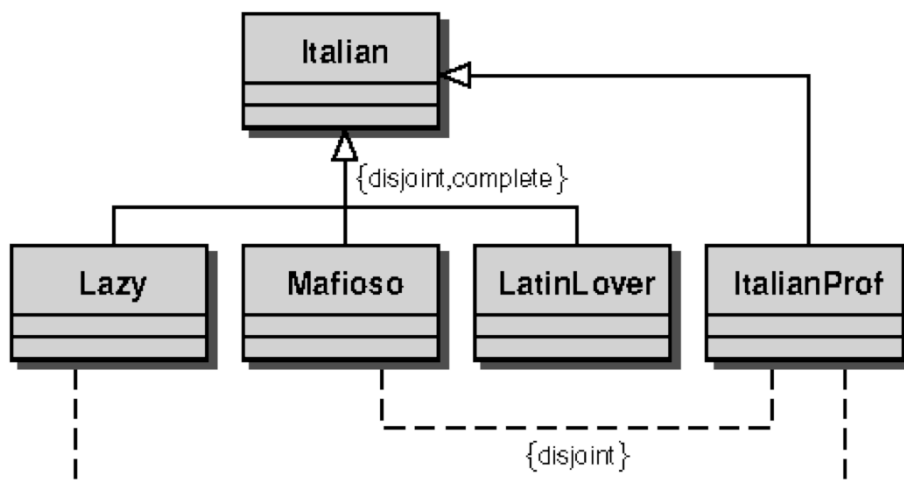 Italian
{disjoint,complete}
Lazy
Mafioso
LatinLover
ItalianProf
{disjoint}